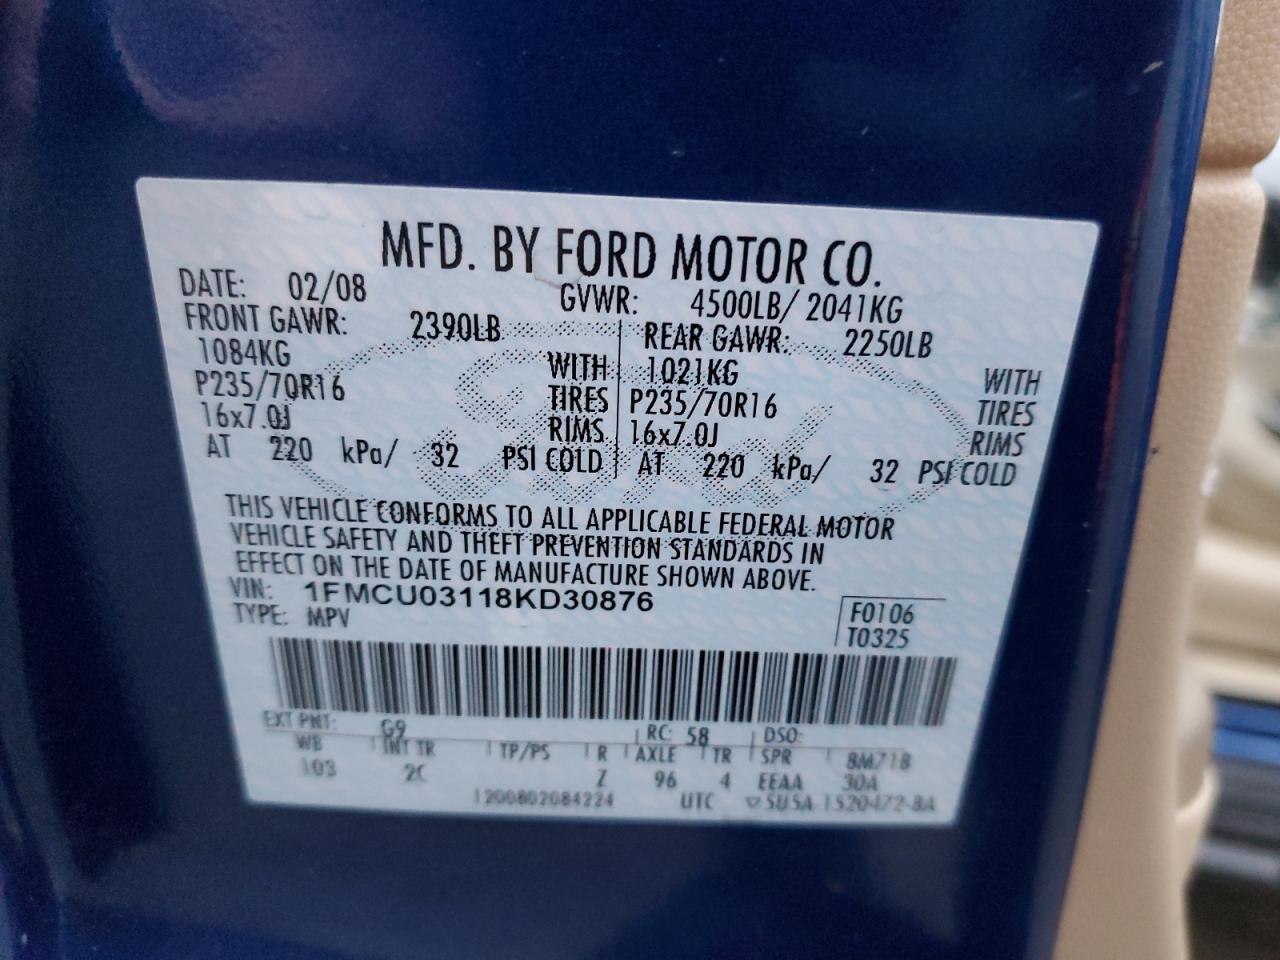 MFD. BY FORD MOTOR CO.
DATE: 02/08 GVWR: 4500LB/ 2041KG
FRONT GAWR: 2390LB REAR GAWR: 2250LB
1084KG WITH 1021KG WITH
P235/70R16 TIRES P235/70R16 TIRES
16x7.0J RIMS 16x7.0J RIMS
AT 220 kPa/ 32 PSI COLD AT 220 kPa/ 32 PSI COLD
THIS VEHICLE CONFORMS TO ALL APPLICABLE FEDERAL MOTOR
VEHICLE SAFETY AND THEFT PREVENTION STANDARDS IN
EFFECT ON THE DATE OF MANUFACTURE SHOWN ABOVE.
VIN: 1FMCU03118KD30876
TYPE: MPV
F0106
T0325
EXT PNT: G9 RC: 58 DSO:
WB INT TR TP/PS R AXLE TR SPR 8M718
103 2C Z 96 4 EEAA 30A
1200802084224 UTC ▽ 5U5A-1520472-BA